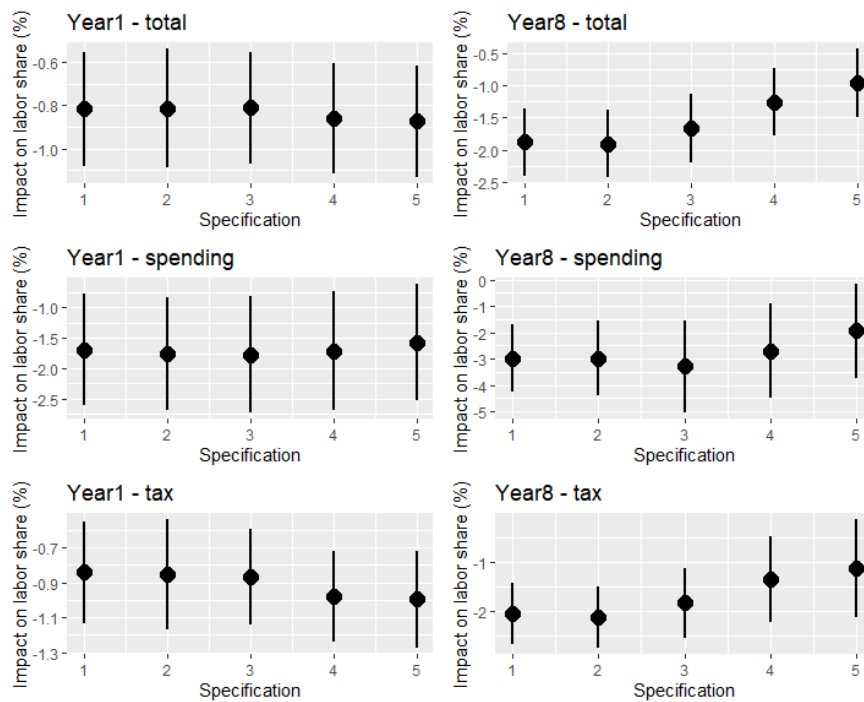 Year1 - total
Impact on labor share (%)
-0.6
-0.8
-1.0
1 2 3 4 5
Specification
Year8 - total
Impact on labor share (%)
-0.5
-1.0
-1.5
-2.0
-2.5
1 2 3 4 5
Specification
Year1 - spending
Impact on labor share (%)
-1.0
-1.5
-2.0
-2.5
1 2 3 4 5
Specification
Year8 - spending
Impact on labor share (%)
0
-1
-2
-3
-4
-5
1 2 3 4 5
Specification
Year1 - tax
Impact on labor share (%)
-0.7
-0.9
-1.1
-1.3
1 2 3 4 5
Specification
Year8 - tax
Impact on labor share (%)
-1
-2
1 2 3 4 5
Specification